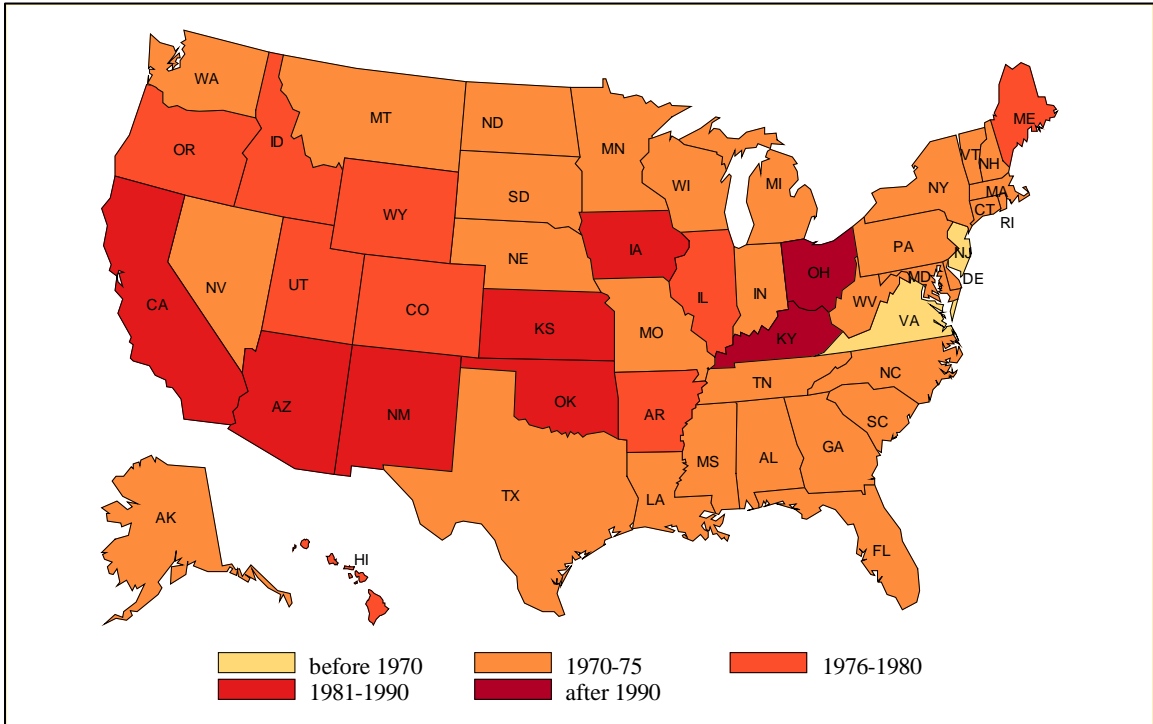 WA
MT
ND
MN
ME
OR
ID
WI
MI
VT
NH
NY
MA
SD
WY
CT
RI
PA
IA
NJ
NE
OH
MD
DE
NV
UT
IL
IN
CA
CO
WV
VA
KS
MO
KY
NC
TN
OK
AZ
NM
AR
SC
GA
MS
AL
TX
LA
AK
FL
HI
before 1970
1970-75
1976-1980
1981-1990
after 1990